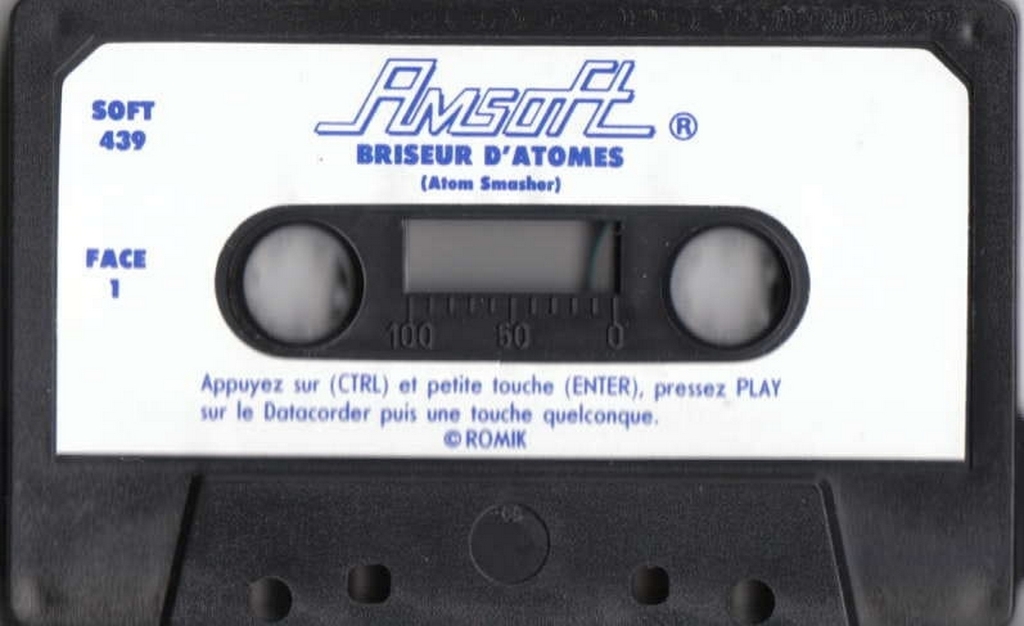 Amsoft ®
SOFT
439
BRISEUR D'ATOMES
(Atom Smasher)
FACE
1
100 50 0
Appuyez sur (CTRL) et petite touche (ENTER), pressez PLAY
sur le Datacorder puis une touche quelconque.
©ROMIK